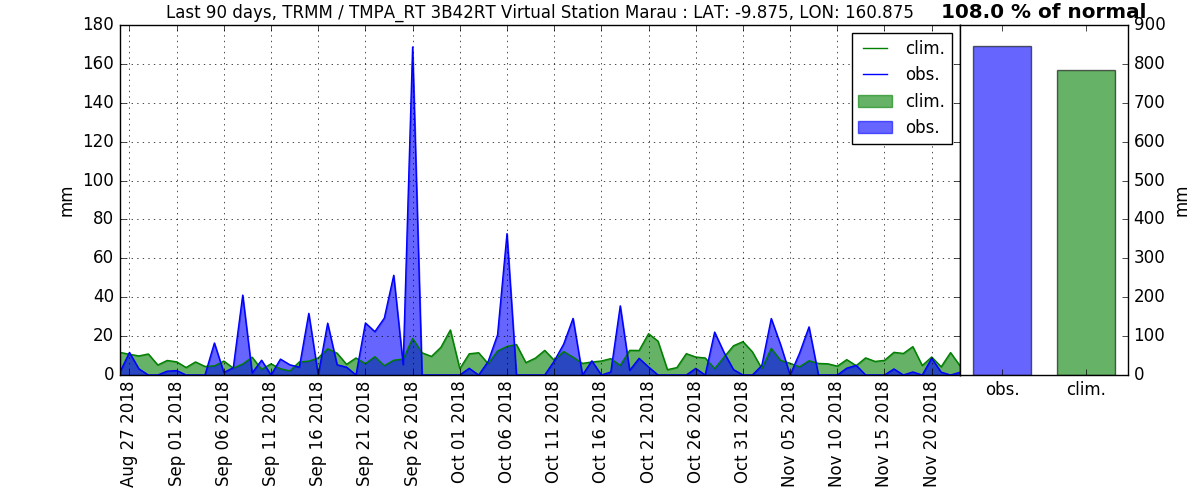 Last 90 days, TRMM / TMPA_RT 3B42RT Virtual Station Marau : LAT: -9.875, LON: 160.875
108.0 % of normal
180
160
140
120
100
80
60
40
20
0
mm
clim.
obs.
clim.
obs.
900
800
700
600
500
400
300
200
100
0
mm
obs.
clim.
Aug 27 2018
Sep 01 2018
Sep 06 2018
Sep 11 2018
Sep 16 2018
Sep 21 2018
Sep 26 2018
Oct 01 2018
Oct 06 2018
Oct 11 2018
Oct 16 2018
Oct 21 2018
Oct 26 2018
Oct 31 2018
Nov 05 2018
Nov 10 2018
Nov 15 2018
Nov 20 2018